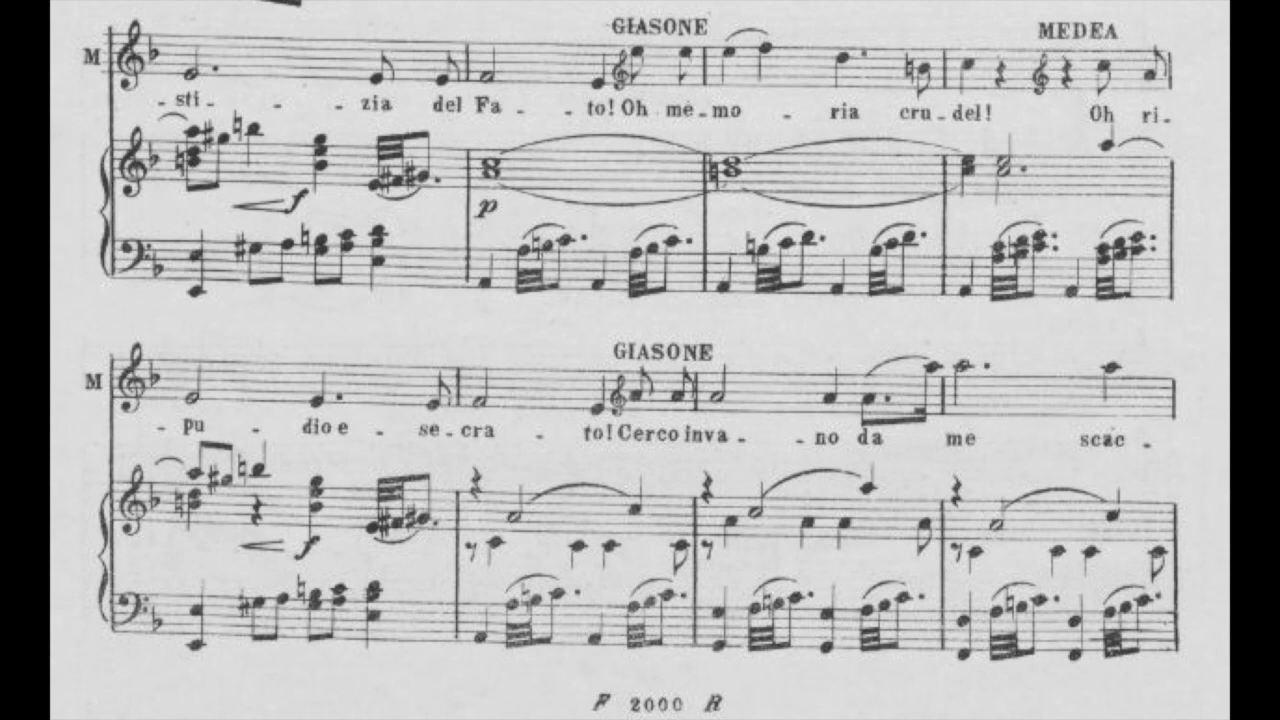 GIASONE MEDEA
M
- sti - - zia del Fa - - to! Oh me - mo - ria cru - del! Oh ri -
f
p
GIASONE
M
- pu - dio e - se - cra - to! Cerco inva - - no da me scac -
f
F 2000 R